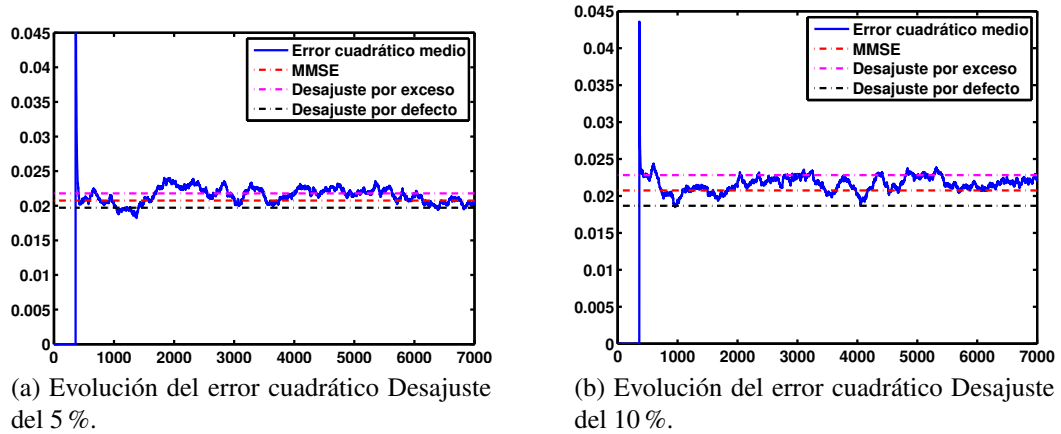 0.045
0.04
0.035
0.03
0.025
0.02
0.015
0.01
0.005
0
0 1000 2000 3000 4000 5000 6000 7000
Error cuadrático medio
MMSE
Desajuste por exceso
Desajuste por defecto
(a) Evolución del error cuadrático Desajuste
del 5 %.
0.045
0.04
0.035
0.03
0.025
0.02
0.015
0.01
0.005
0
0 1000 2000 3000 4000 5000 6000 7000
Error cuadrático medio
MMSE
Desajuste por exceso
Desajuste por defecto
(b) Evolución del error cuadrático Desajuste
del 10 %.